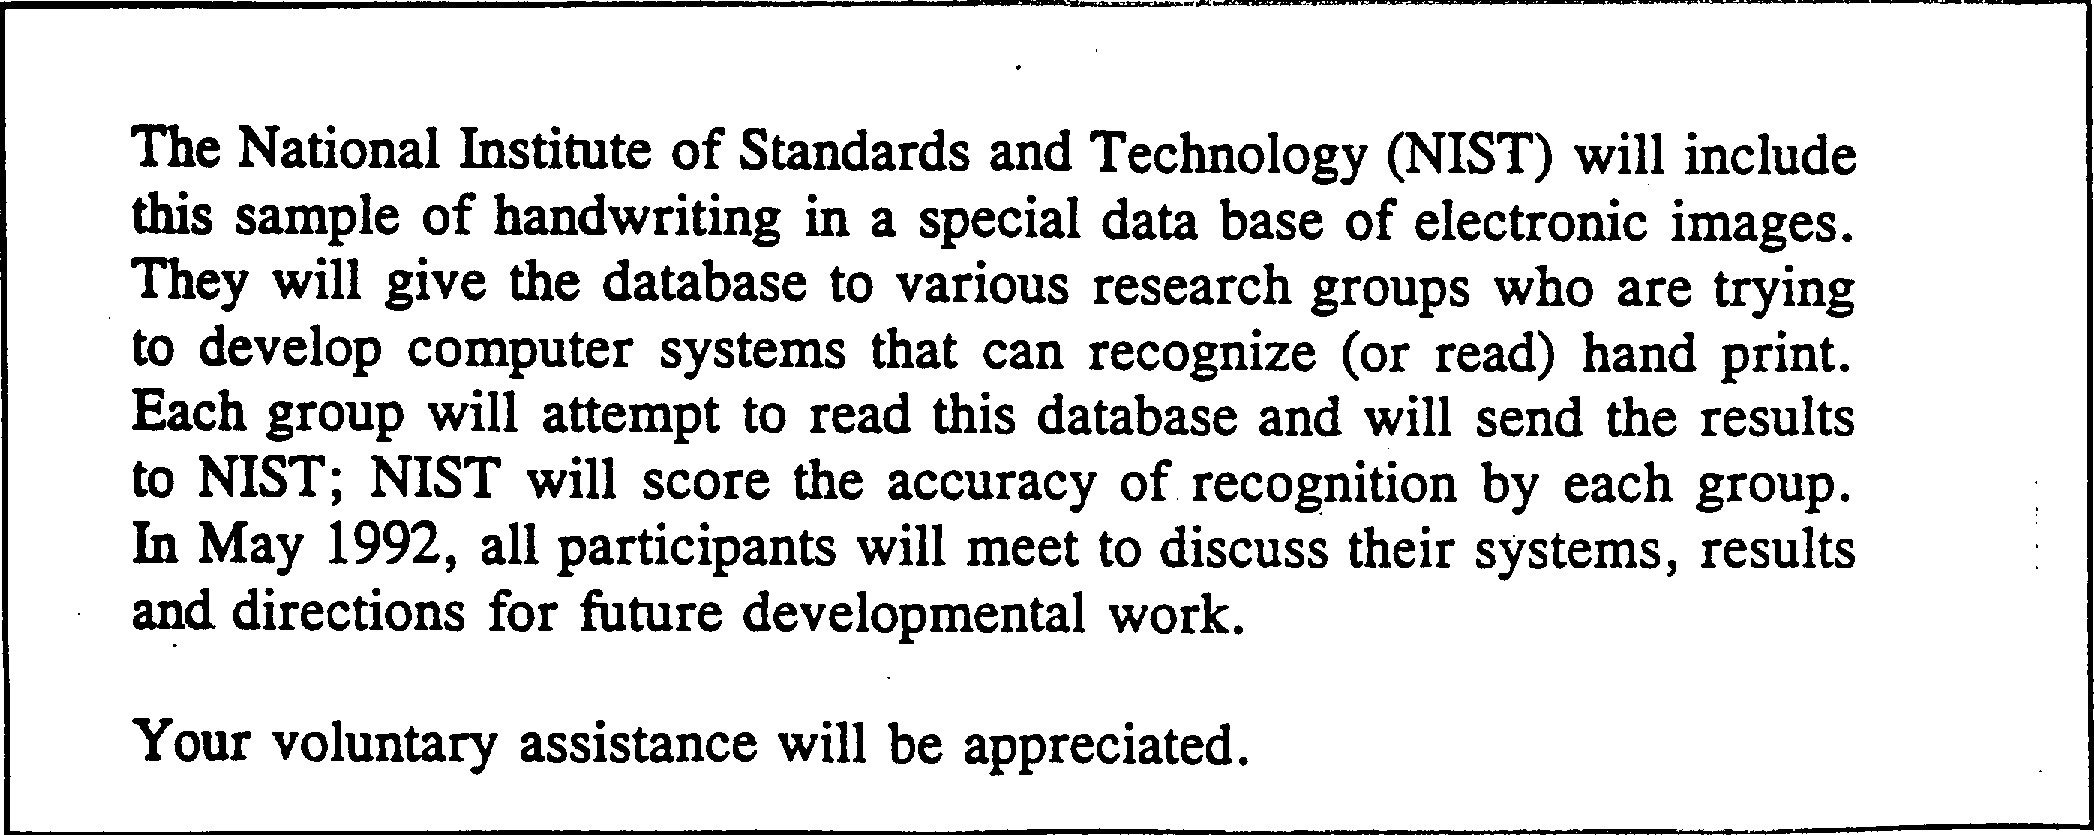 The National Institute of Standards and Technology (NIST) will include
this sample of handwriting in a special data base of electronic images.
They will give the database to various research groups who are trying
to develop computer systems that can recognize (or read) hand print.
Each group will attempt to read this database and will send the results
to NIST; NIST will score the accuracy of recognition by each group.
In May 1992, all participants will meet to discuss their systems, results
and directions for future developmental work.
Your voluntary assistance will be appreciated.